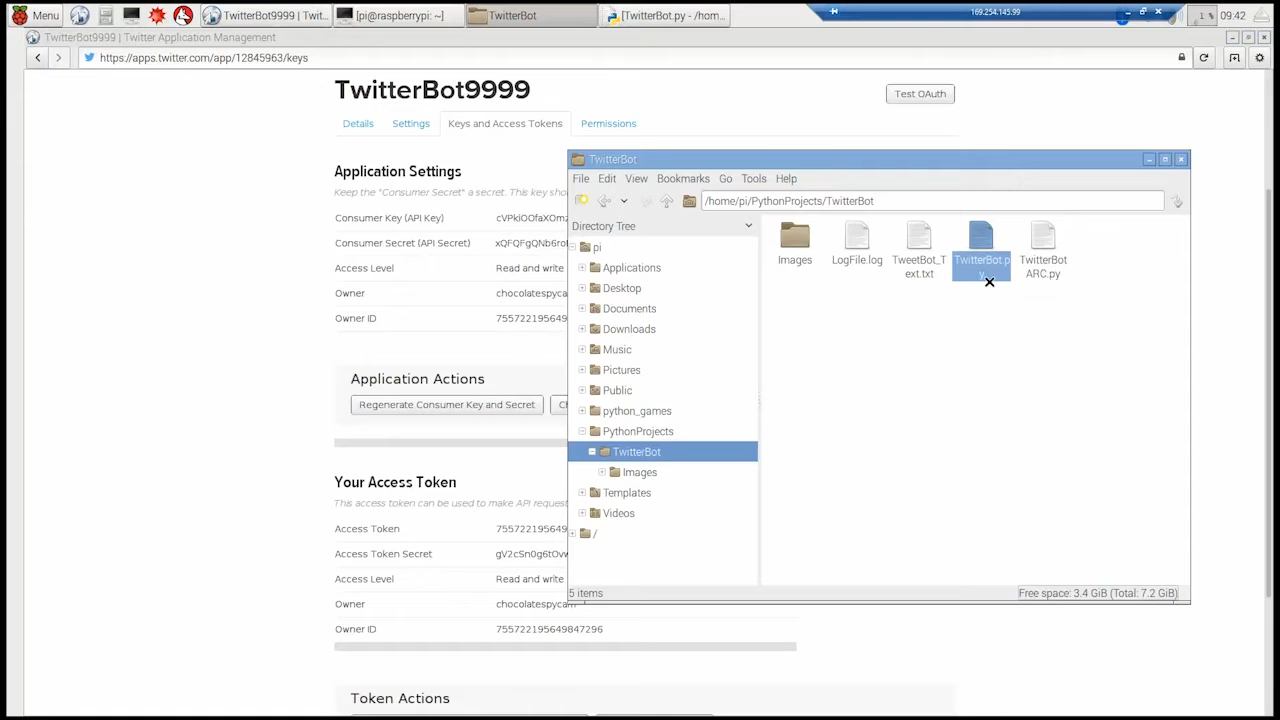 Menu
TwitterBot9999 | Twit...
[pi@raspberrypi: ~]
TwitterBot
[TwitterBot.py - /hom...
169.254.145.99
1 %
09:42
TwitterBot9999 | Twitter Application Management
https://apps.twitter.com/app/12845963/keys
TwitterBot9999
Test OAuth
Details
Settings
Keys and Access Tokens
Permissions
Application Settings
Keep the "Consumer Secret" a secret. This key sho
Consumer Key (API Key)
Consumer Secret (API Secret)
xQFQFgQNb6ro
Access Level
Read and write
Owner
chocolatespyca
Owner ID
755722195649
Application Actions
Regenerate Consumer Key and Secret
Your Access Token
This access token can be used to make API reques
Access Token
755722195649
Access Token Secret
gV2cSn0g6tOv
Access Level
Read and write
Owner
chocolatespycam
Owner ID
755722195649847296
Token Actions
TwitterBot
File Edit View Bookmarks Go Tools Help
/home/pi/PythonProjects/TwitterBot
Directory Tree
pi
Applications
Desktop
Documents
Downloads
Music
Pictures
Public
python_games
PythonProjects
TwitterBot
Images
Templates
Videos
/
Images
LogFile.log
TweetBot_T
ext.txt
TwitterBot.p
y
TwitterBot
ARC.py
5 items
Free space: 3.4 GiB (Total: 7.2 GiB)